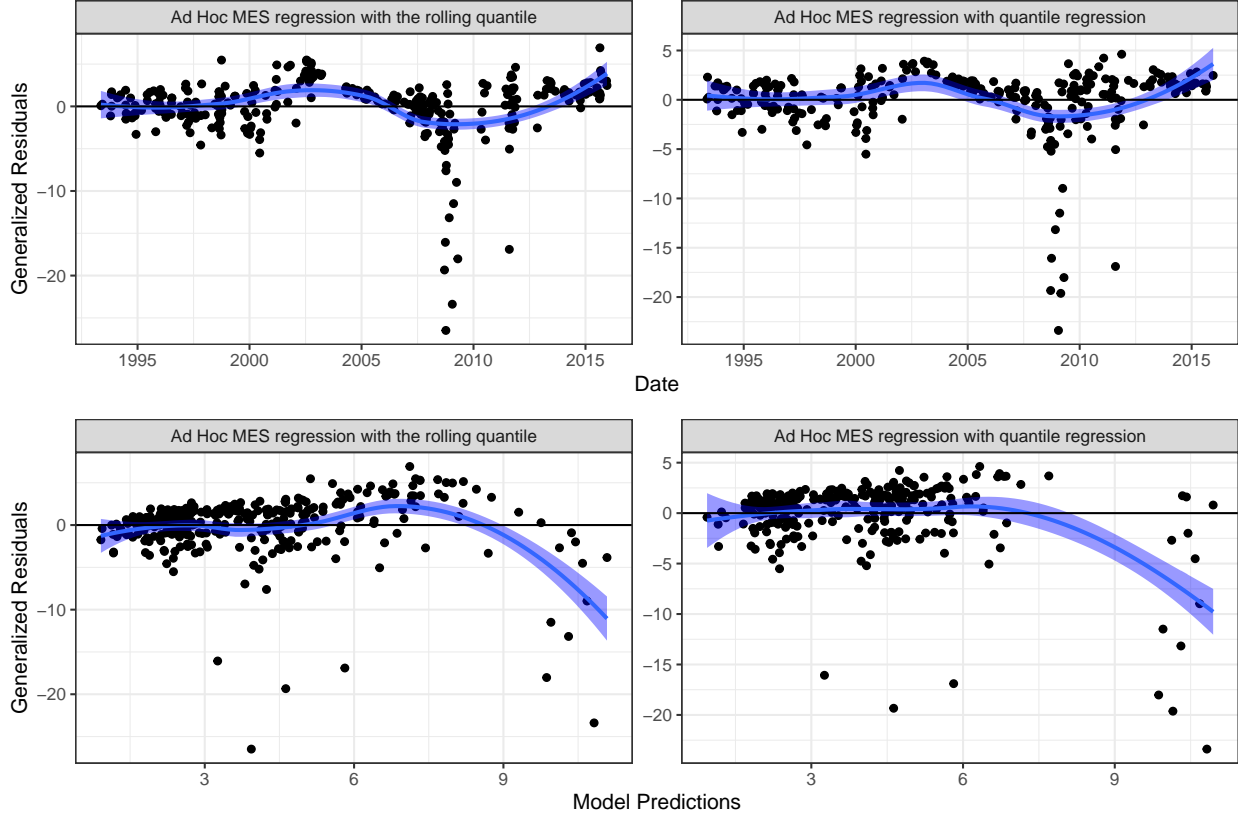 Ad Hoc MES regression with the rolling quantile
Ad Hoc MES regression with quantile regression
Generalized Residuals
0
−10
−20
5
0
−5
−10
−15
−20
1995 2000 2005 2010 2015
1995 2000 2005 2010 2015
Date
Ad Hoc MES regression with the rolling quantile
Ad Hoc MES regression with quantile regression
Generalized Residuals
0
−10
−20
5
0
−5
−10
−15
−20
3 6 9
3 6 9
Model Predictions